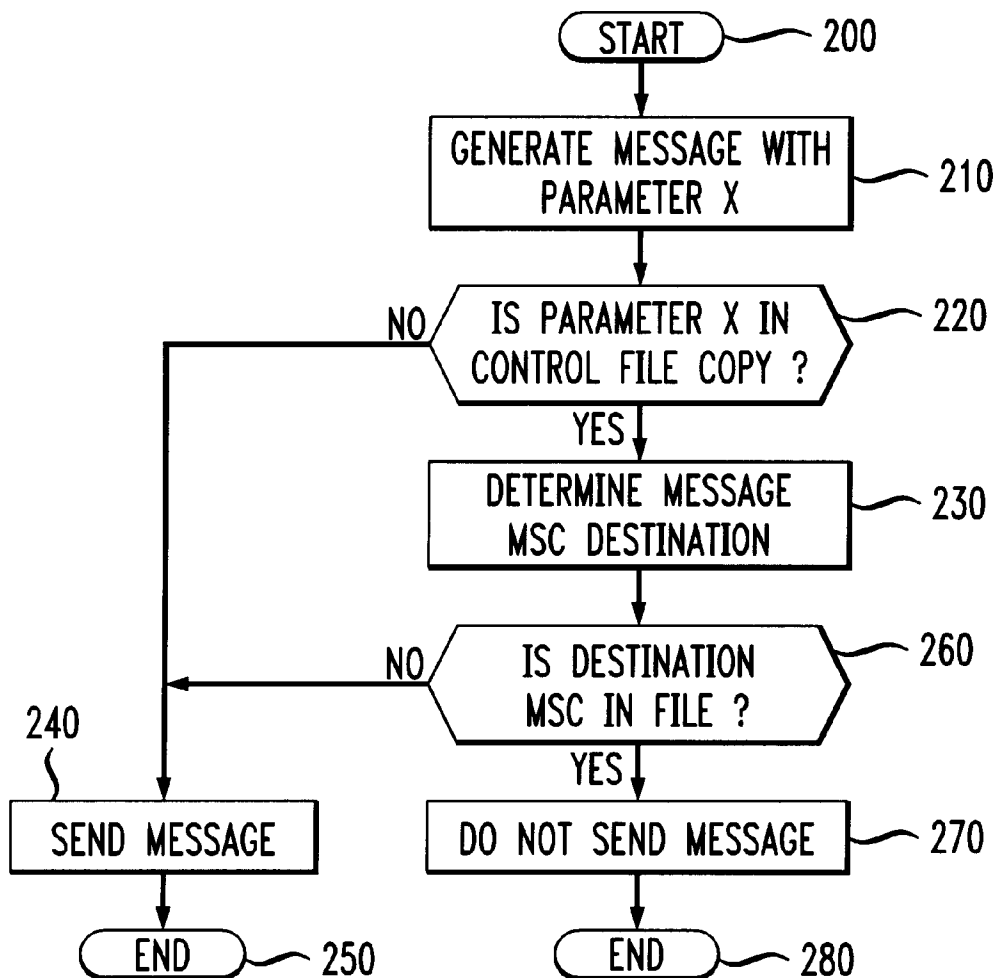 START
200
GENERATE MESSAGE WITH
PARAMETER X
210
IS PARAMETER X IN
CONTROL FILE COPY ?
220
NO
YES
DETERMINE MESSAGE
MSC DESTINATION
230
IS DESTINATION
MSC IN FILE ?
260
NO
YES
240
SEND MESSAGE
DO NOT SEND MESSAGE
270
END
250
END
280